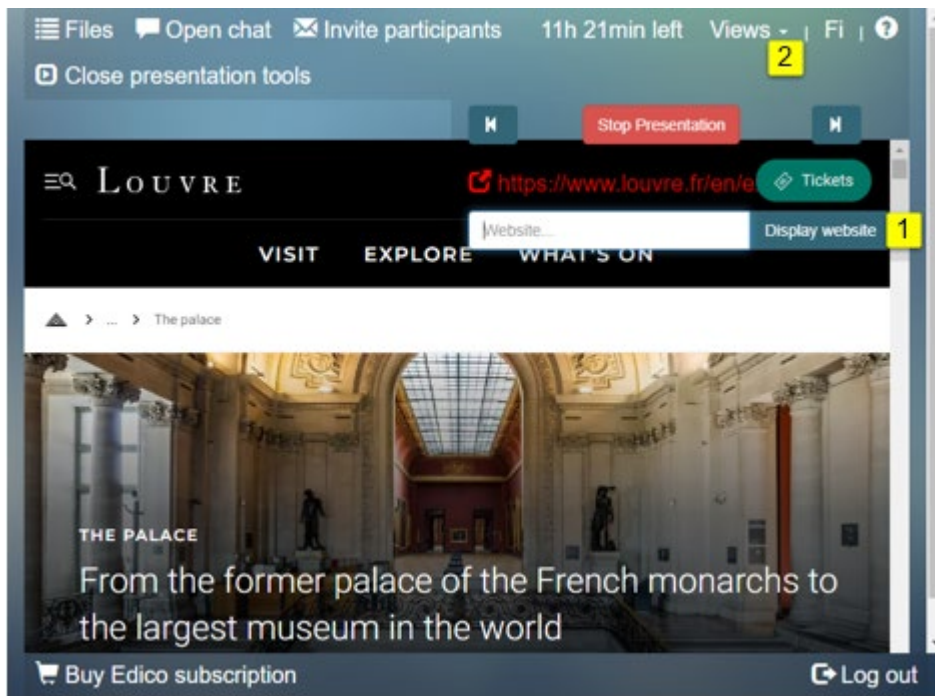 Files Open chat Invite participants 11h 21min left Views | Fi | ?
2
Close presentation tools
Stop Presentation
LOUVRE https://www.louvre.fr/en/e Tickets
Website... Display website 1
VISIT EXPLORE WHAT'S ON
> ... > The palace
THE PALACE
From the former palace of the French monarchs to
the largest museum in the world
Buy Edico subscription Log out